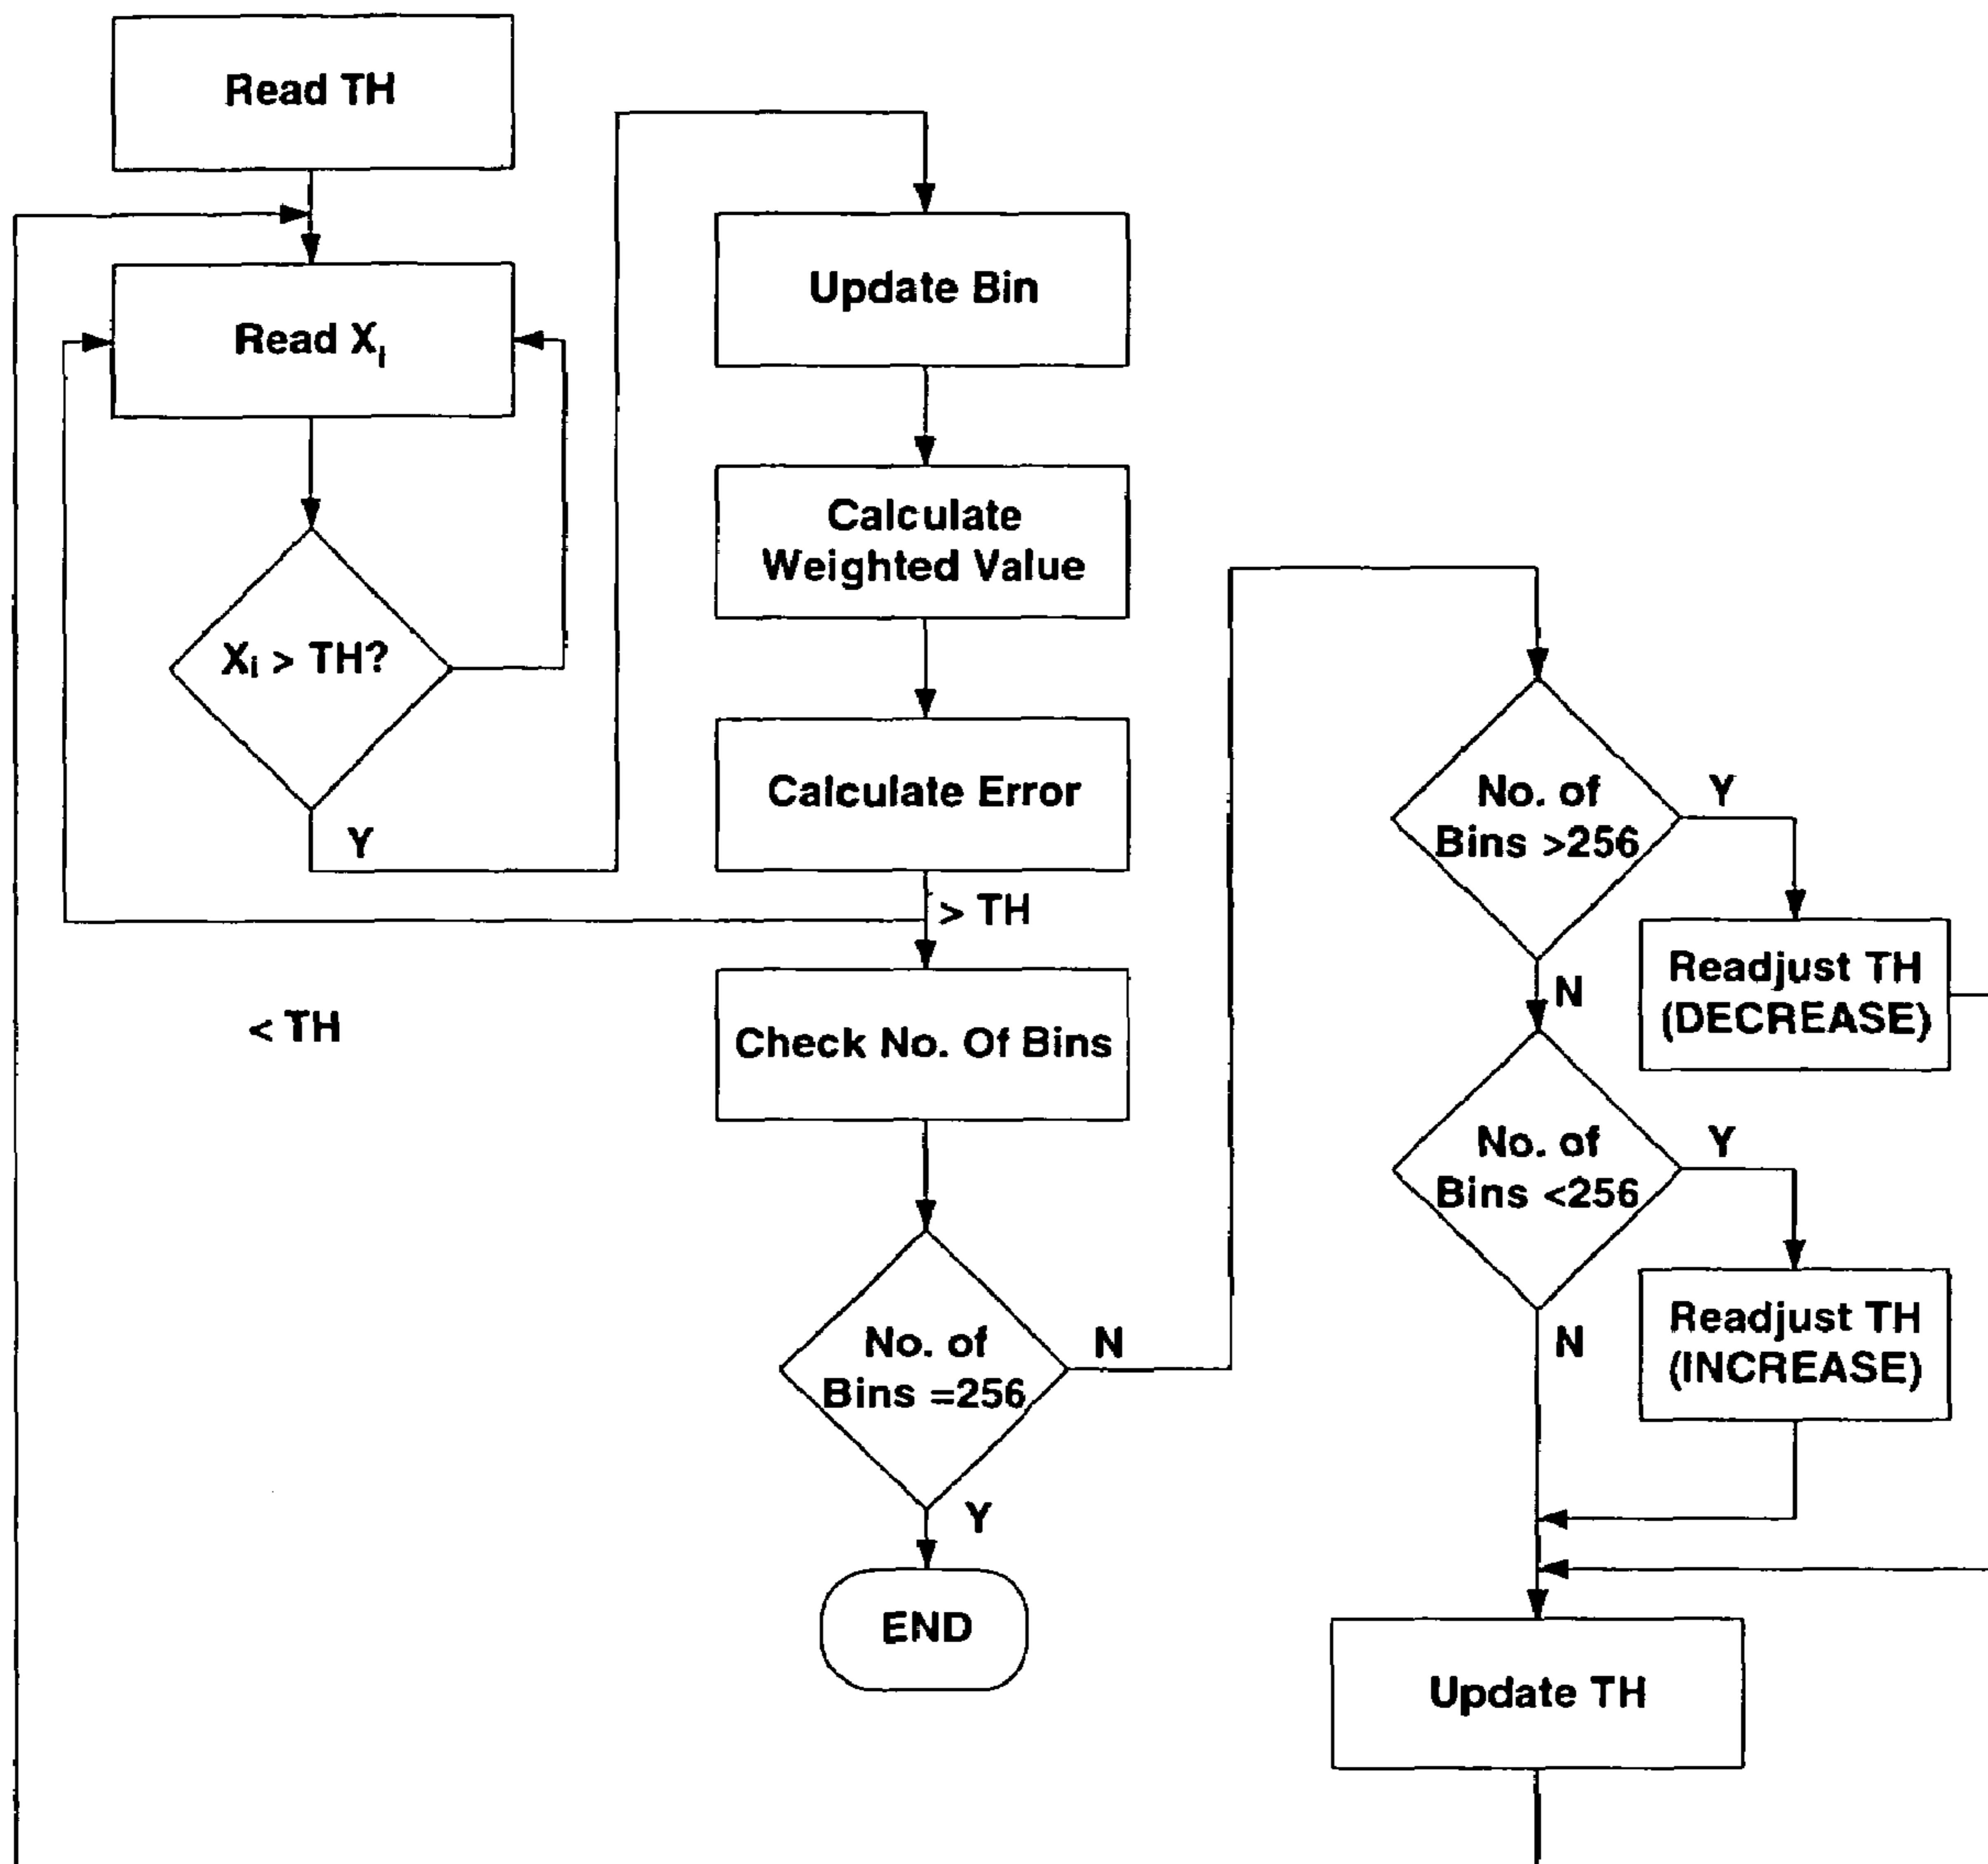 Read TH
Read Xi
Xi > TH?
Y
Update Bin
Calculate
Weighted Value
Calculate Error
> TH
< TH
Check No. Of Bins
No. of
Bins =256
N
Y
END
No. of
Bins >256
Y
N
Readjust TH
(DECREASE)
No. of
Bins <256
Y
N
Readjust TH
(INCREASE)
Update TH